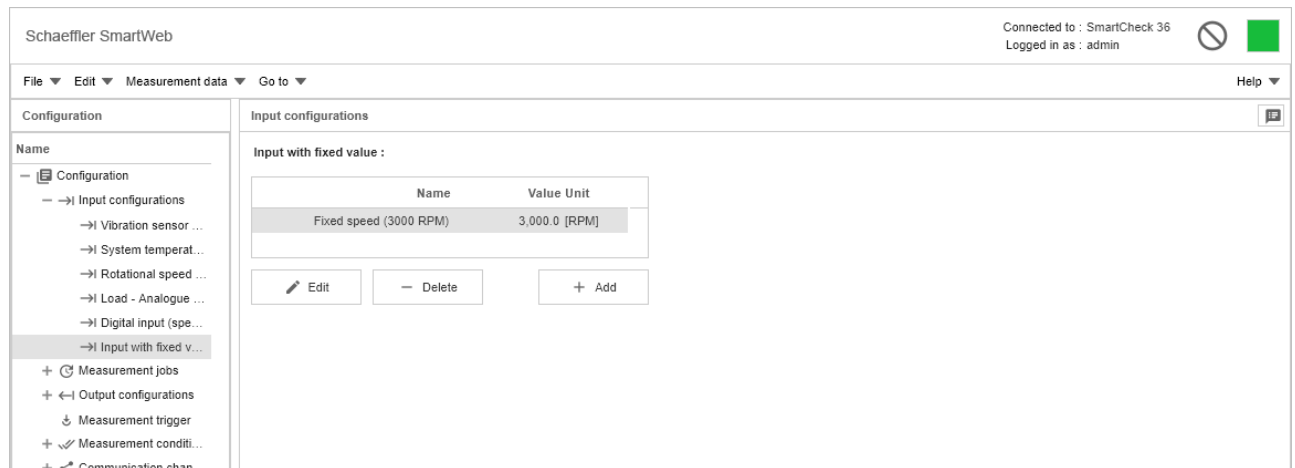 Schaeffler SmartWeb
Connected to : SmartCheck 36
Logged in as : admin
File Edit Measurement data Go to Help
Configuration
Name
Configuration
Input configurations
Vibration sensor ...
System temperat...
Rotational speed ...
Load - Analogue ...
Digital input (spe...
Input with fixed v...
Measurement jobs
Output configurations
Measurement trigger
Measurement conditi...
Communication chan...
Input configurations
Input with fixed value :
Name Value Unit
Fixed speed (3000 RPM) 3,000.0 [RPM]
Edit Delete Add